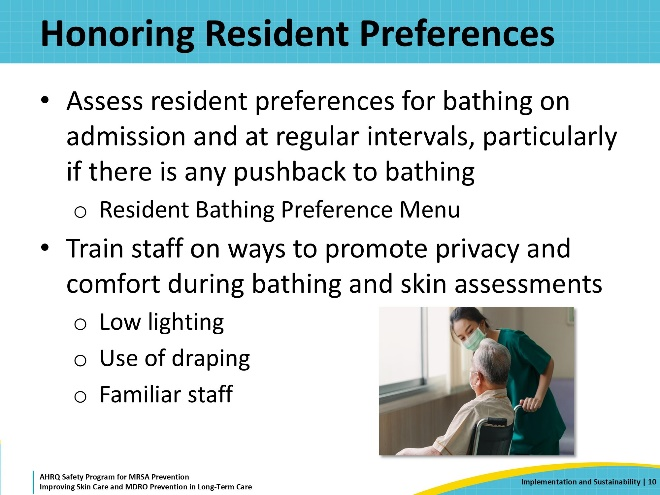 Honoring Resident Preferences
• Assess resident preferences for bathing on
admission and at regular intervals, particularly
if there is any pushback to bathing
o Resident Bathing Preference Menu
• Train staff on ways to promote privacy and
comfort during bathing and skin assessments
o Low lighting
o Use of draping
o Familiar staff
AHRQ Safety Program for MRSA Prevention
Improving Skin Care and MDRO Prevention in Long-Term Care
Implementation and Sustainability | 10